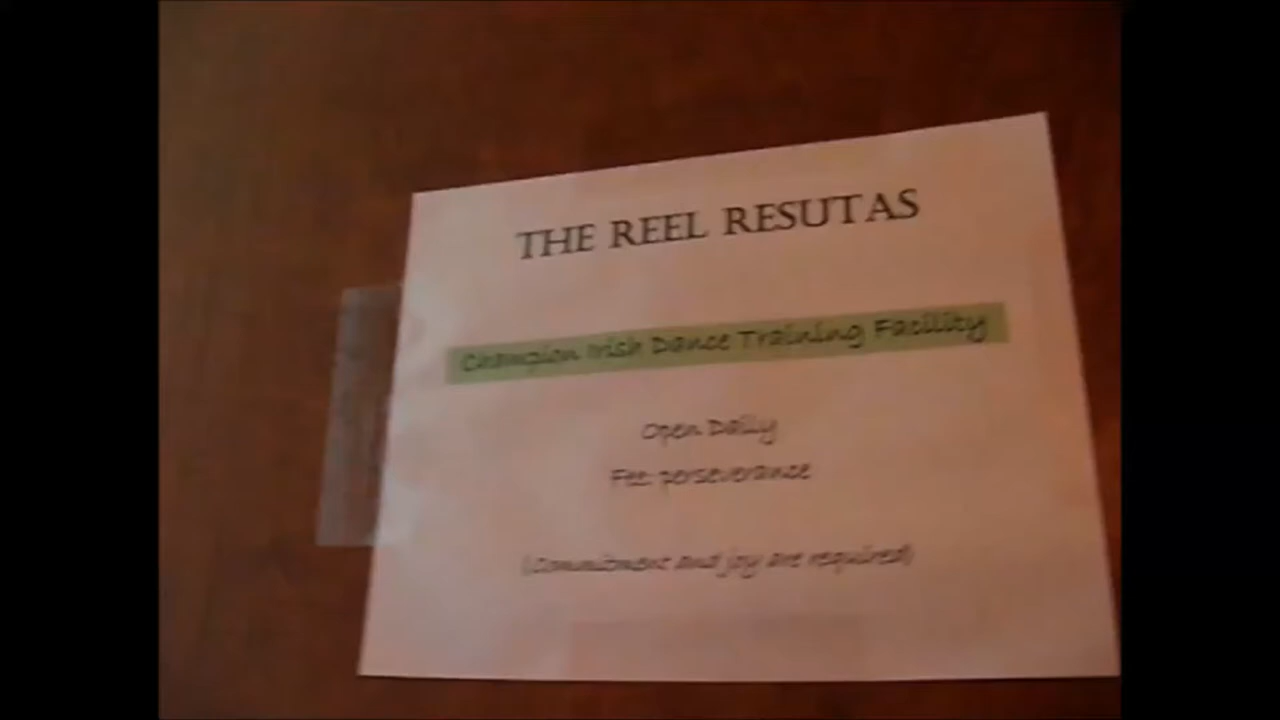 THE REEL RESUTAS
Champion Irish Dance Training Facility
Open Daily
Fee: perseverance
(Commitment and joy are required)